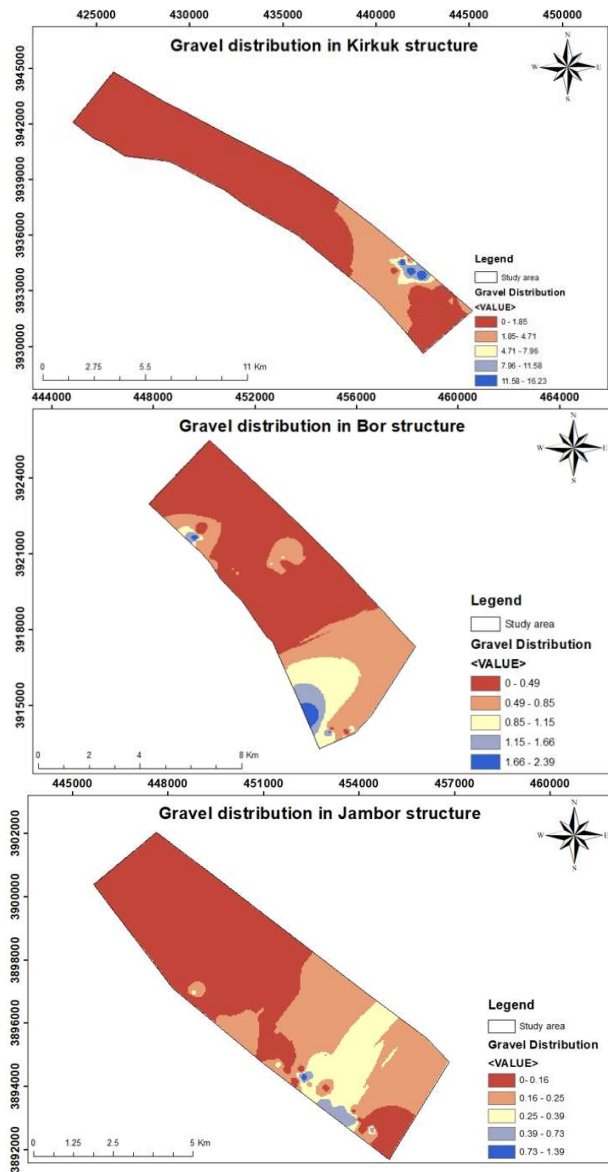 425000 430000 435000 440000 445000 450000
Gravel distribution in Kirkuk structure
N
W E
S
3945000
3942000
3939000
3936000
3933000
3930000
Legend
Study area
Gravel Distribution
<VALUE>
0 - 1.85
1.85- 4.71
4.71 - 7.96
7.96 - 11.58
11.58 - 16.23
0 2.75 5.5 11 Km
444000 448000 452000 456000 460000 464000
Gravel distribution in Bor structure
N
W E
S
3924000
3921000
3918000
3915000
Legend
Study area
Gravel Distribution
<VALUE>
0 - 0.49
0.49 - 0.85
0.85 - 1.15
1.15 - 1.66
1.66 - 2.39
0 2 4 8 Km
445000 448000 451000 454000 457000 460000
Gravel distribution in Jambor structure
N
W E
S
3902000
3900000
3898000
3896000
3894000
3892000
Legend
Study area
Gravel Distribution
<VALUE>
0- 0.16
0.16 - 0.25
0.25 - 0.39
0.39 - 0.73
0.73 - 1.39
0 1.25 2.5 5 Km